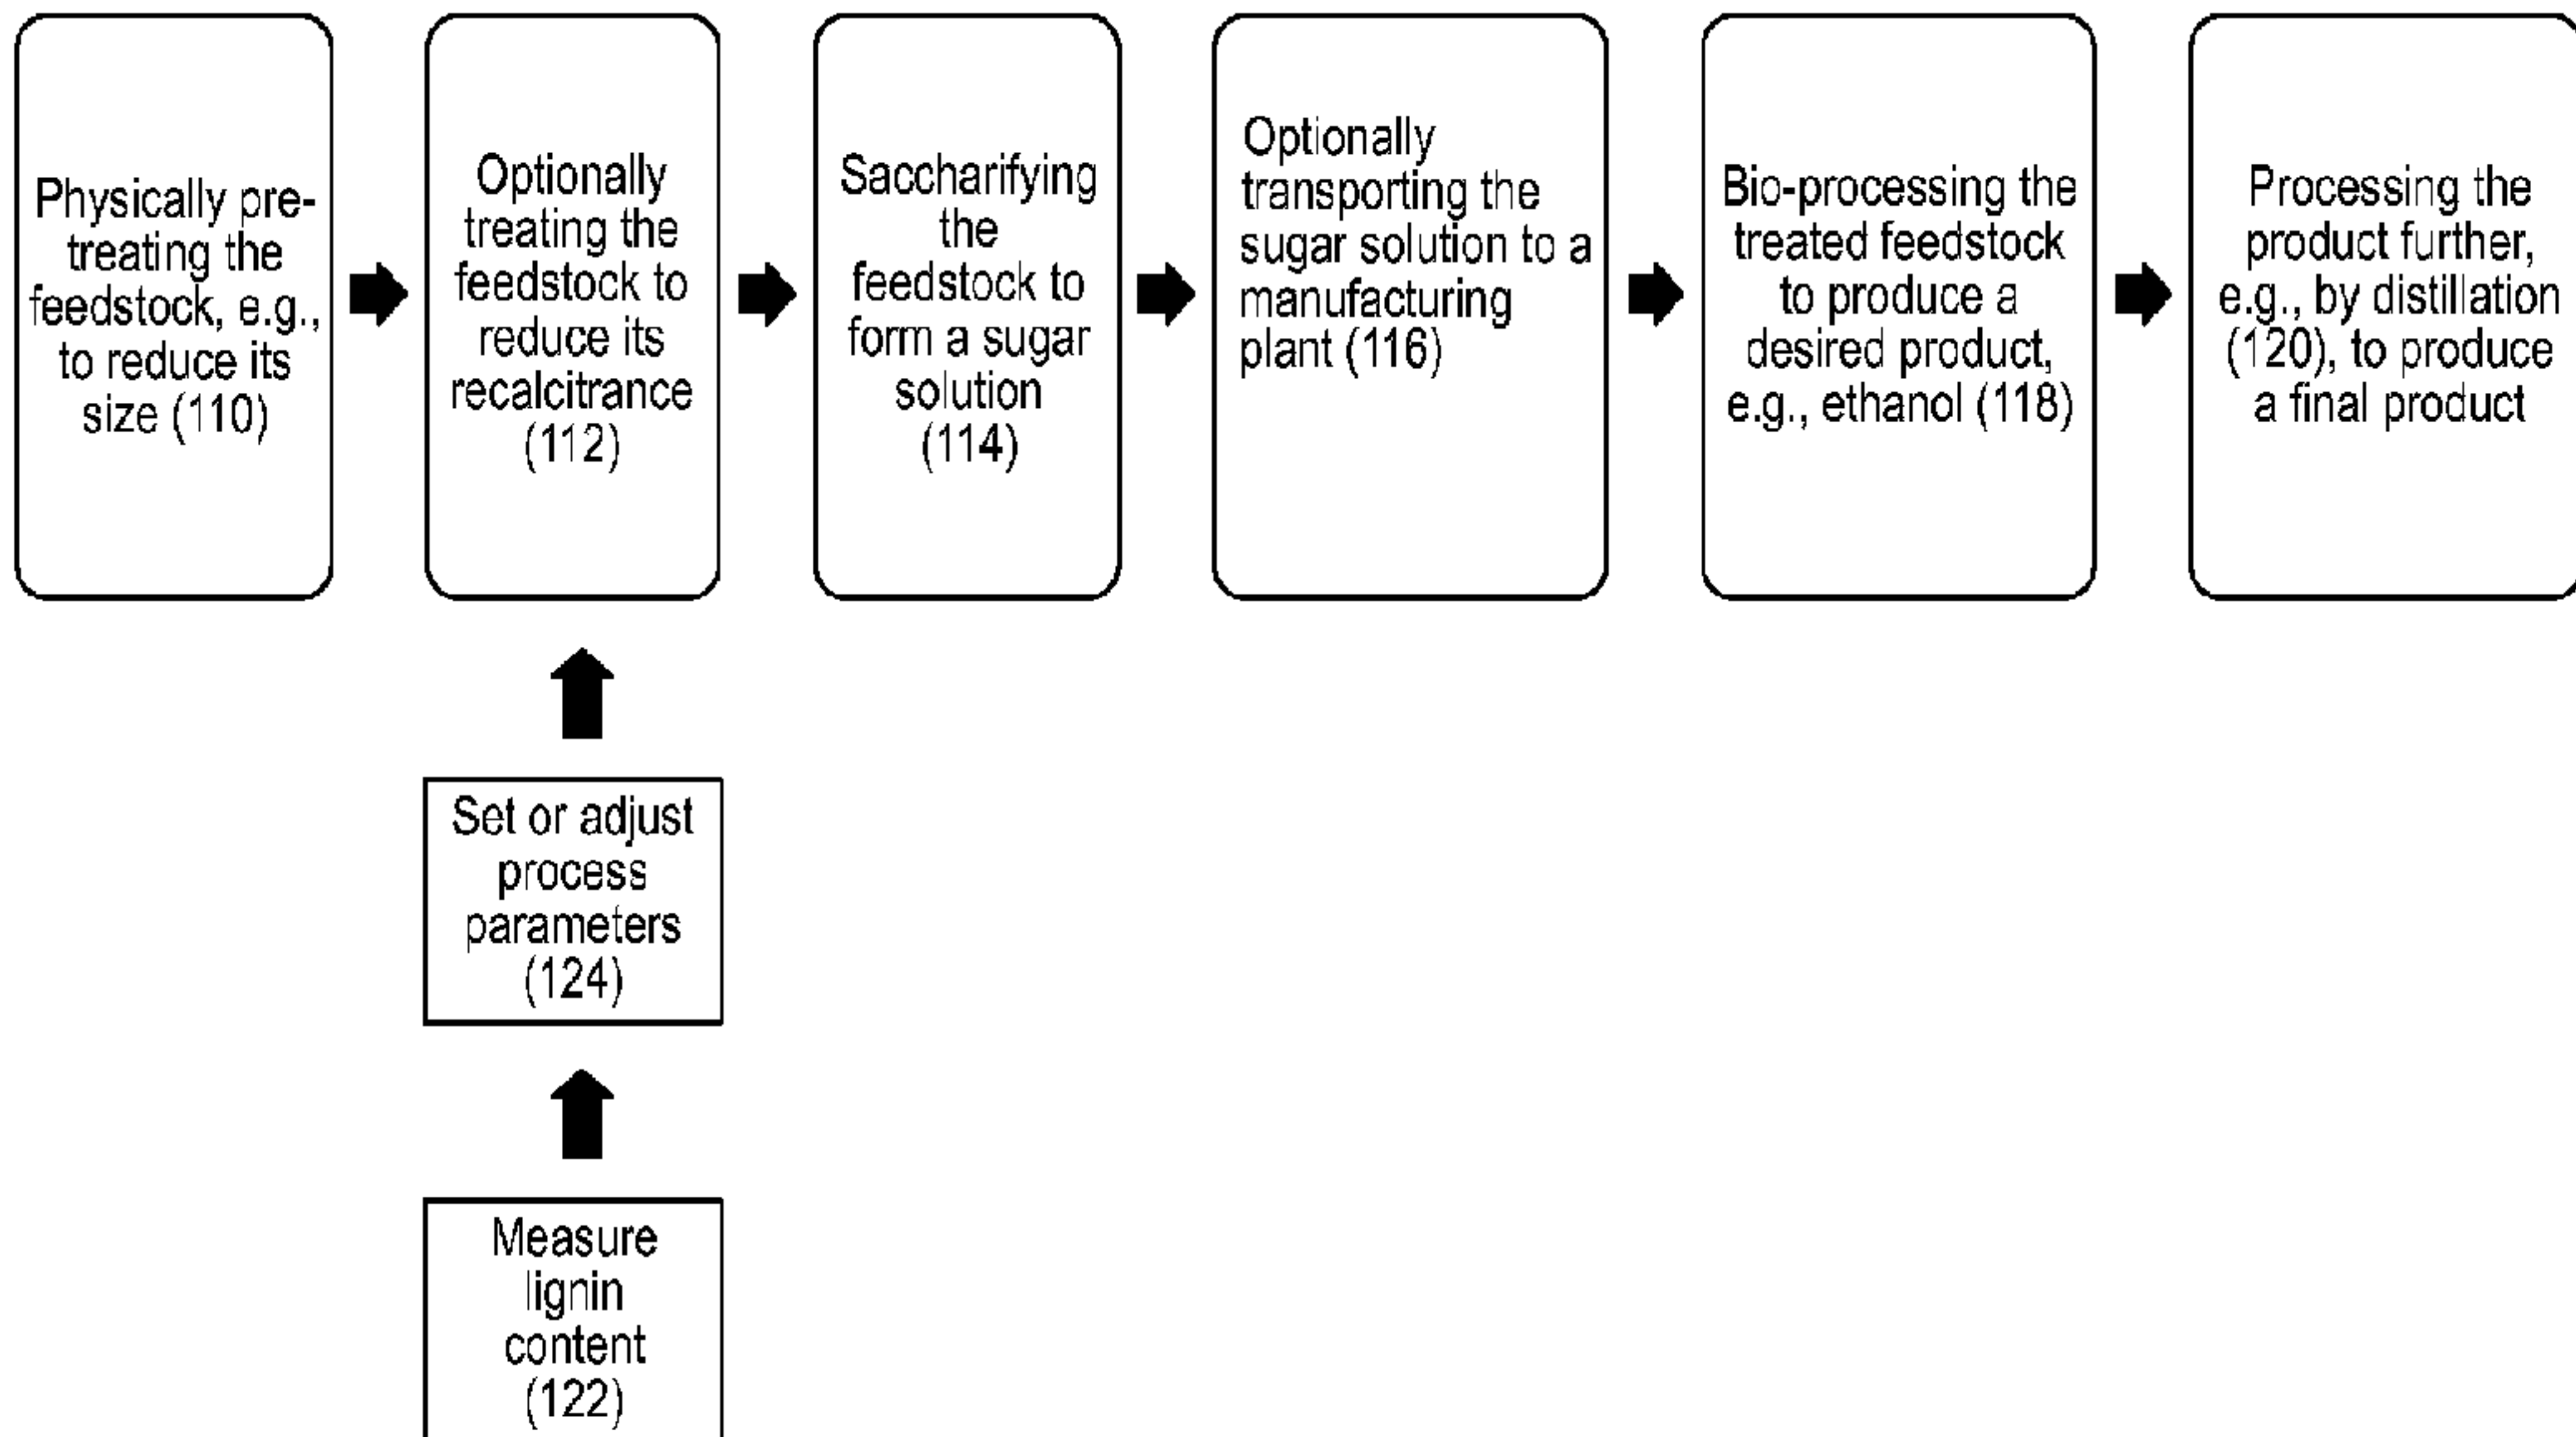 Physically pre-
treating the
feedstock, e.g.,
to reduce its
size (110)
Optionally
treating the
feedstock to
reduce its
recalcitrance
(112)
Saccharifying
the
feedstock to
form a sugar
solution
(114)
Optionally
transporting the
sugar solution to a
manufacturing
plant (116)
Bio-processing the
treated feedstock
to produce a
desired product,
e.g., ethanol (118)
Processing the
product further,
e.g., by distillation
(120), to produce
a final product
Set or adjust
process
parameters
(124)
Measure
lignin
content
(122)